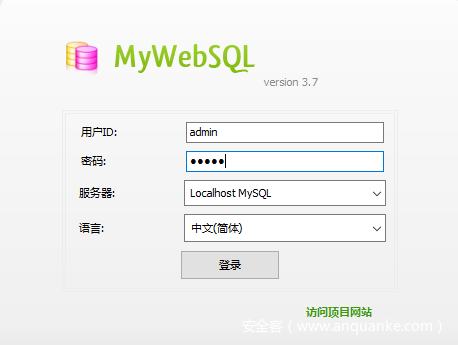 MyWebSQL
version 3.7
用户ID: admin
密码: ●●●●●
服务器: Localhost MySQL
语言: 中文(简体)
登录
访问项目网站
安全客（www.anquanke.com）